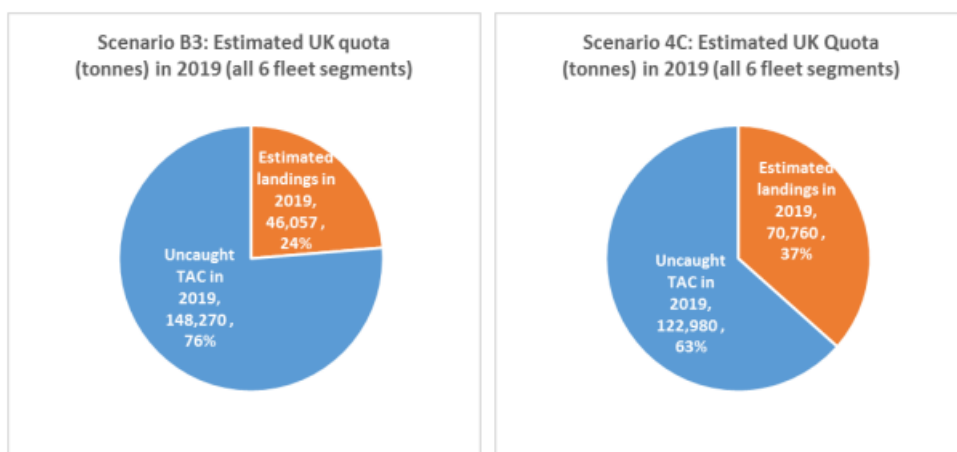 Scenario B3: Estimated UK quota
(tonnes) in 2019 (all 6 fleet segments)
Estimated
landings in
2019,
46,057 ,
24%
Uncaught
TAC in
2019,
148,270 ,
76%
Scenario 4C: Estimated UK Quota
(tonnes) in 2019 (all 6 fleet segments)
Estimated
landings in
2019,
70,760 ,
37%
Uncaught
TAC in
2019,
122,980 ,
63%